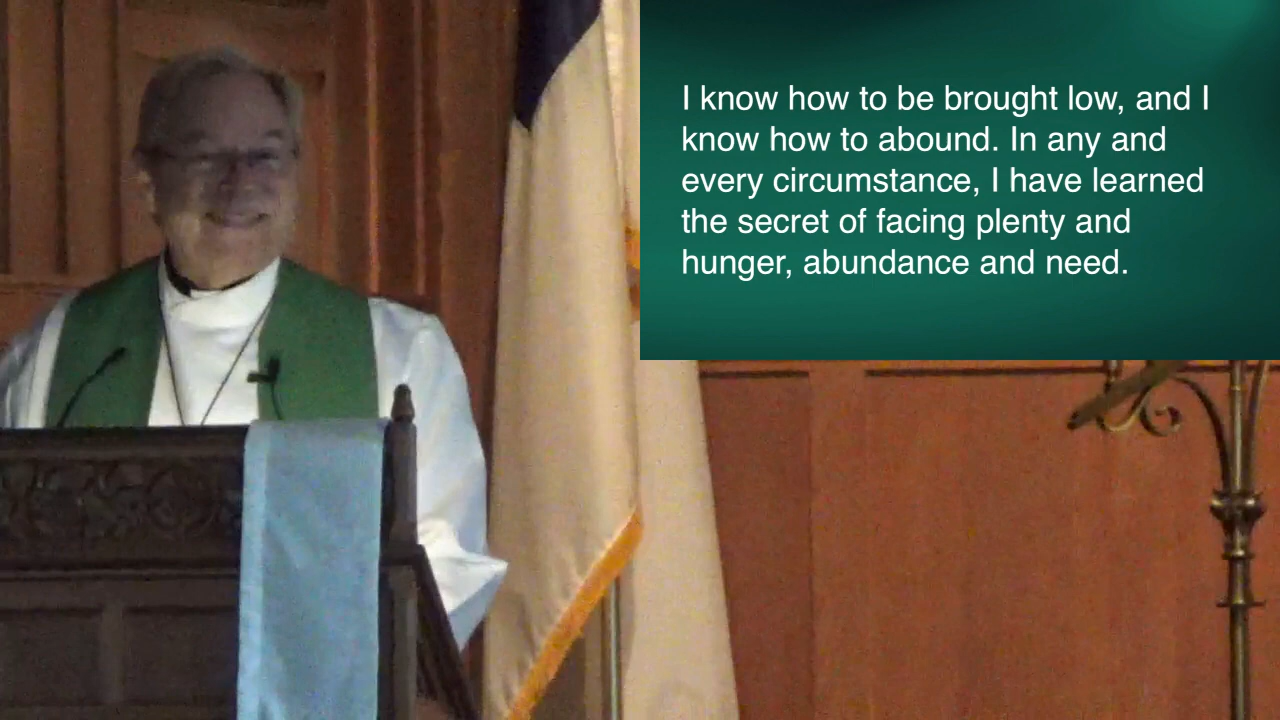 I know how to be brought low, and I
know how to abound. In any and
every circumstance, I have learned
the secret of facing plenty and
hunger, abundance and need.